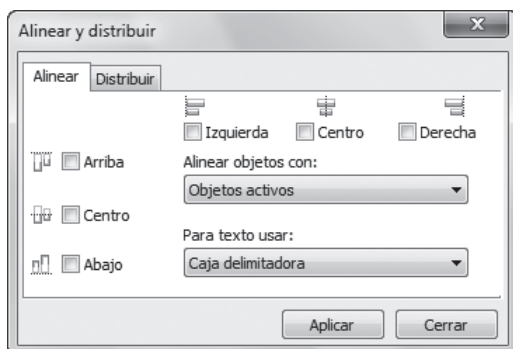 Alinear y distribuir
Alinear Distribuir
Izquierda Centro Derecha
Arriba Alinear objetos con:
Objetos activos
Centro
Para texto usar:
Abajo Caja delimitadora
Aplicar Cerrar